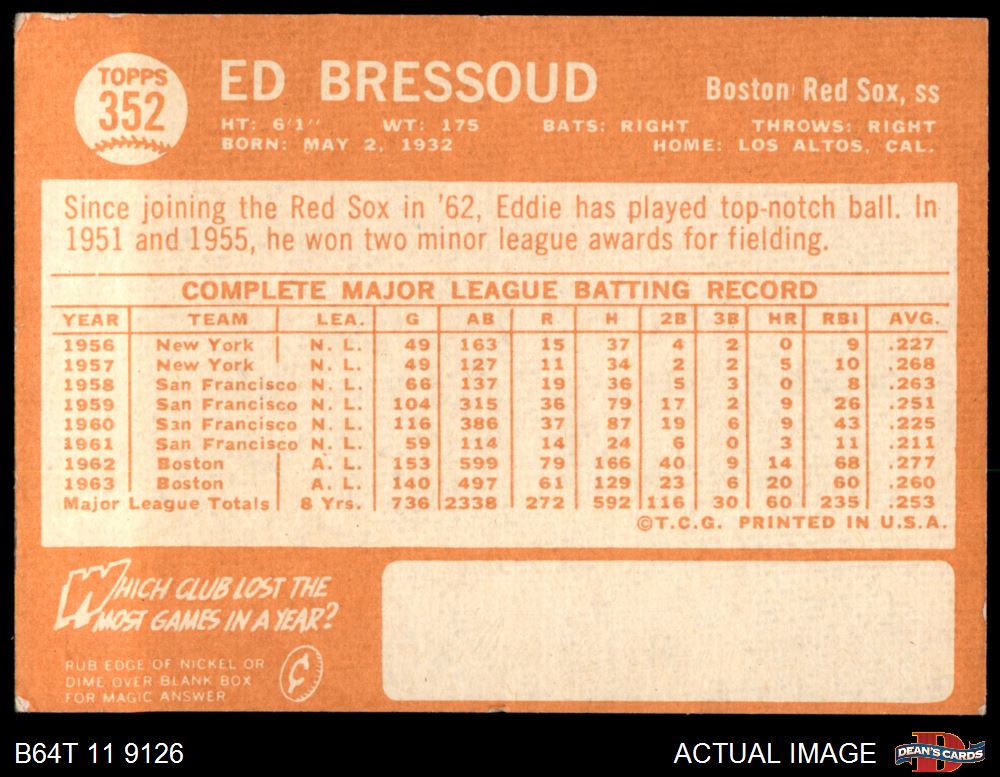 TOPPS
352
ED BRESSOUD
Boston Red Sox, SS
HT: 6'1" WT: 175 BATS: RIGHT THROWS: RIGHT
BORN: MAY 2, 1932 HOME: LOS ALTOS, CAL.
Since joining the Red Sox in '62, Eddie has played top-notch ball. In
1951 and 1955, he won two minor league awards for fielding.
COMPLETE MAJOR LEAGUE BATTING RECORD
YEAR TEAM LEA. G AB R H 2B 3B HR RBI AVG.
1956 New York N. L. 49 163 15 37 4 2 0 9 .227
1957 New York N. L. 49 127 11 34 2 2 5 10 .268
1958 San Francisco N. L. 66 137 19 36 5 3 0 8 .263
1959 San Francisco N. L. 104 315 36 79 17 2 9 26 .251
1960 San Francisco N. L. 116 386 37 87 19 6 9 43 .225
1961 San Francisco N. L. 59 114 14 24 6 0 3 11 .211
1962 Boston A. L. 153 599 79 166 40 9 14 68 .277
1963 Boston A. L. 140 497 61 129 23 6 20 60 .260
Major League Totals 8 Yrs. 736 2338 272 592 116 30 60 235 .253
©T.C.G. PRINTED IN U.S.A.
WHICH CLUB LOST THE
MOST GAMES IN A YEAR?
RUB EDGE OF NICKEL OR
DIME OVER BLANK BOX
FOR MAGIC ANSWER
¢
B64T 11 9126
ACTUAL IMAGE
DEAN'S CARDS